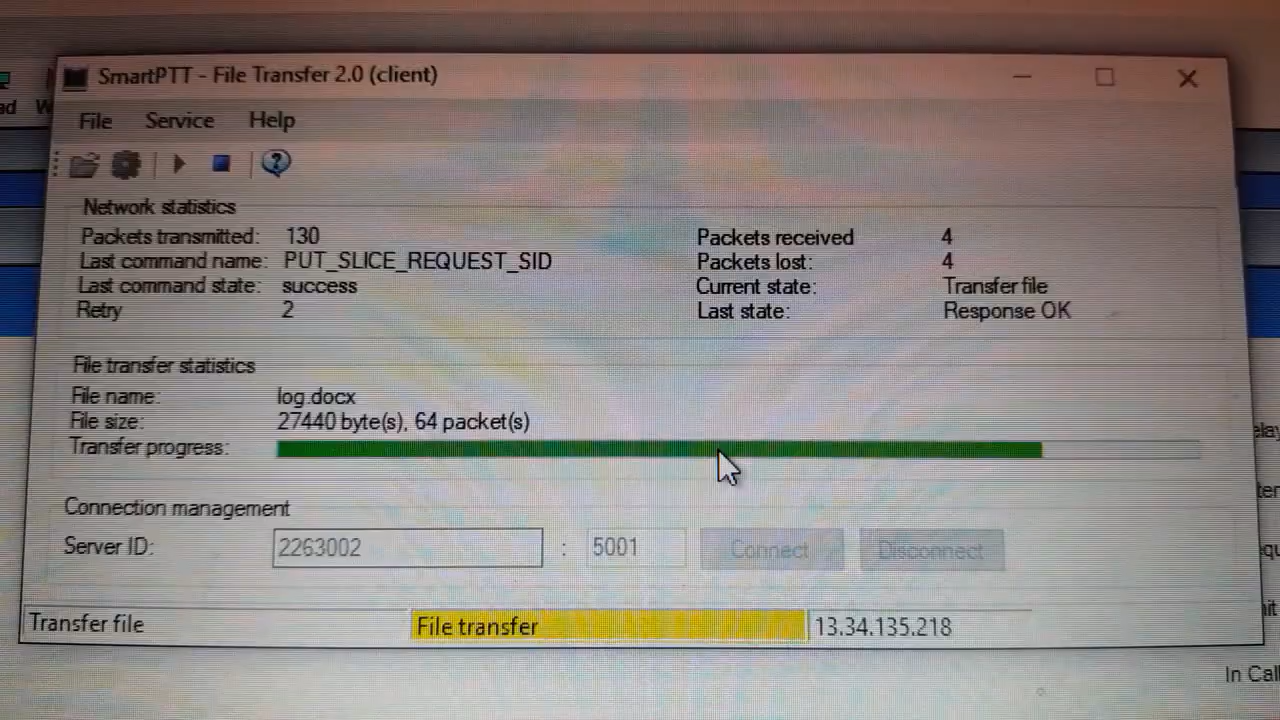 SmartPTT - File Transfer 2.0 (client)
ad W
File Service Help
Network statistics
Packets transmitted: 130 Packets received 4
Last command name: PUT_SLICE_REQUEST_SID Packets lost: 4
Last command state: success Current state: Transfer file
Retry 2 Last state: Response OK
File transfer statistics
File name: log.docx
File size: 27440 byte(s), 64 packet(s)
Transfer progress:
Connection management
Server ID: 2263002 : 5001 Connect Disconnect
Transfer file File transfer 13.34.135.218
In Call